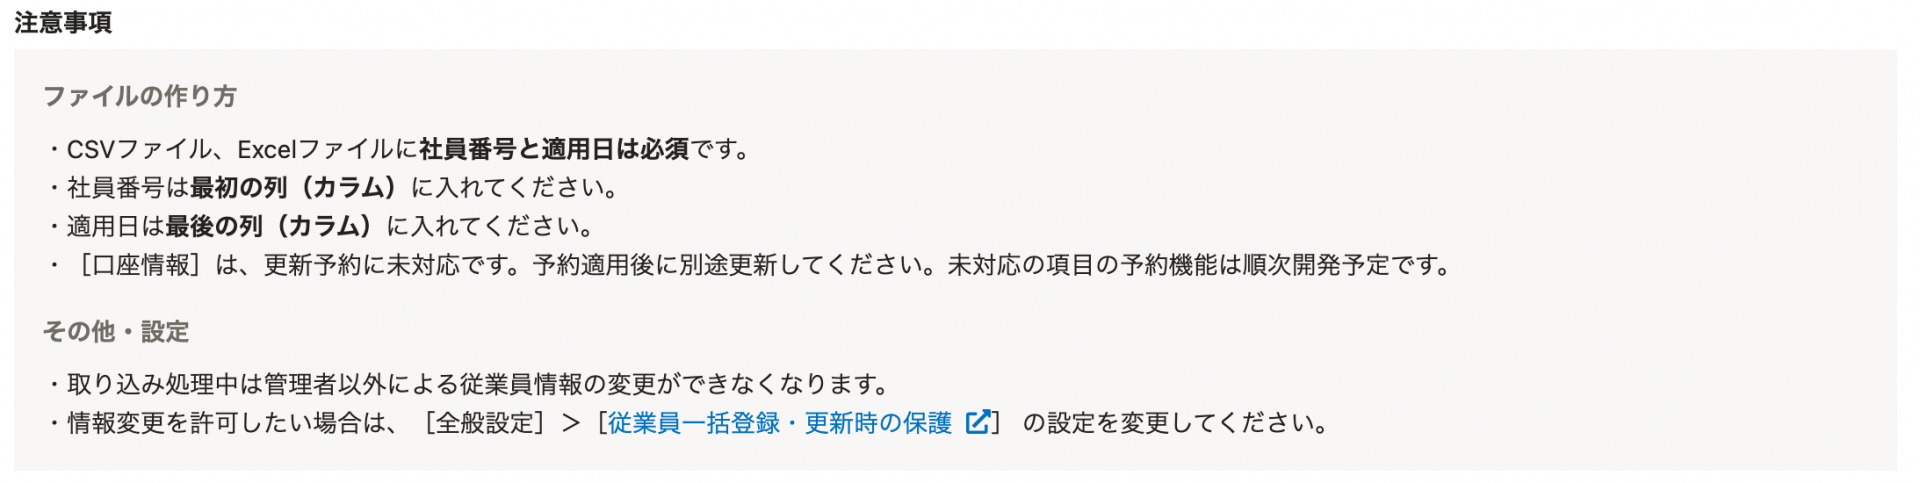 注意事項
ファイルの作り方
・CSVファイル、Excelファイルに社員番号と適用日は必須です。
・社員番号は最初の列（カラム）に入れてください。
・適用日は最後の列（カラム）に入れてください。
・［口座情報］は、更新予約に未対応です。予約適用後に別途更新してください。未対応の項目の予約機能は順次開発予定です。
その他・設定
・取り込み処理中は管理者以外による従業員情報の変更ができなくなります。
・情報変更を許可したい場合は、［全般設定］＞［従業員一括登録・更新時の保護］ の設定を変更してください。